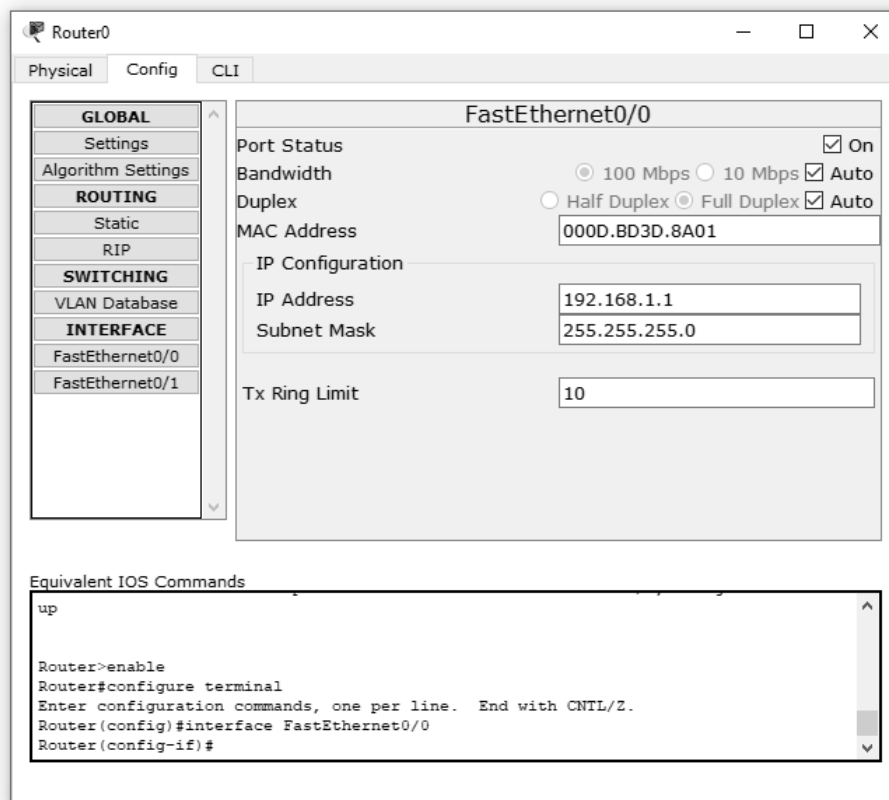 Router0
Physical Config CLI
GLOBAL
Settings
Algorithm Settings
ROUTING
Static
RIP
SWITCHING
VLAN Database
INTERFACE
FastEthernet0/0
FastEthernet0/1
FastEthernet0/0
Port Status On
Bandwidth 100 Mbps 10 Mbps Auto
Duplex Half Duplex Full Duplex Auto
MAC Address 000D.BD3D.8A01
IP Configuration
IP Address 192.168.1.1
Subnet Mask 255.255.255.0
Tx Ring Limit 10
Equivalent IOS Commands
up
Router>enable
Router#configure terminal
Enter configuration commands, one per line.  End with CNTL/Z.
Router(config)#interface FastEthernet0/0
Router(config-if)#